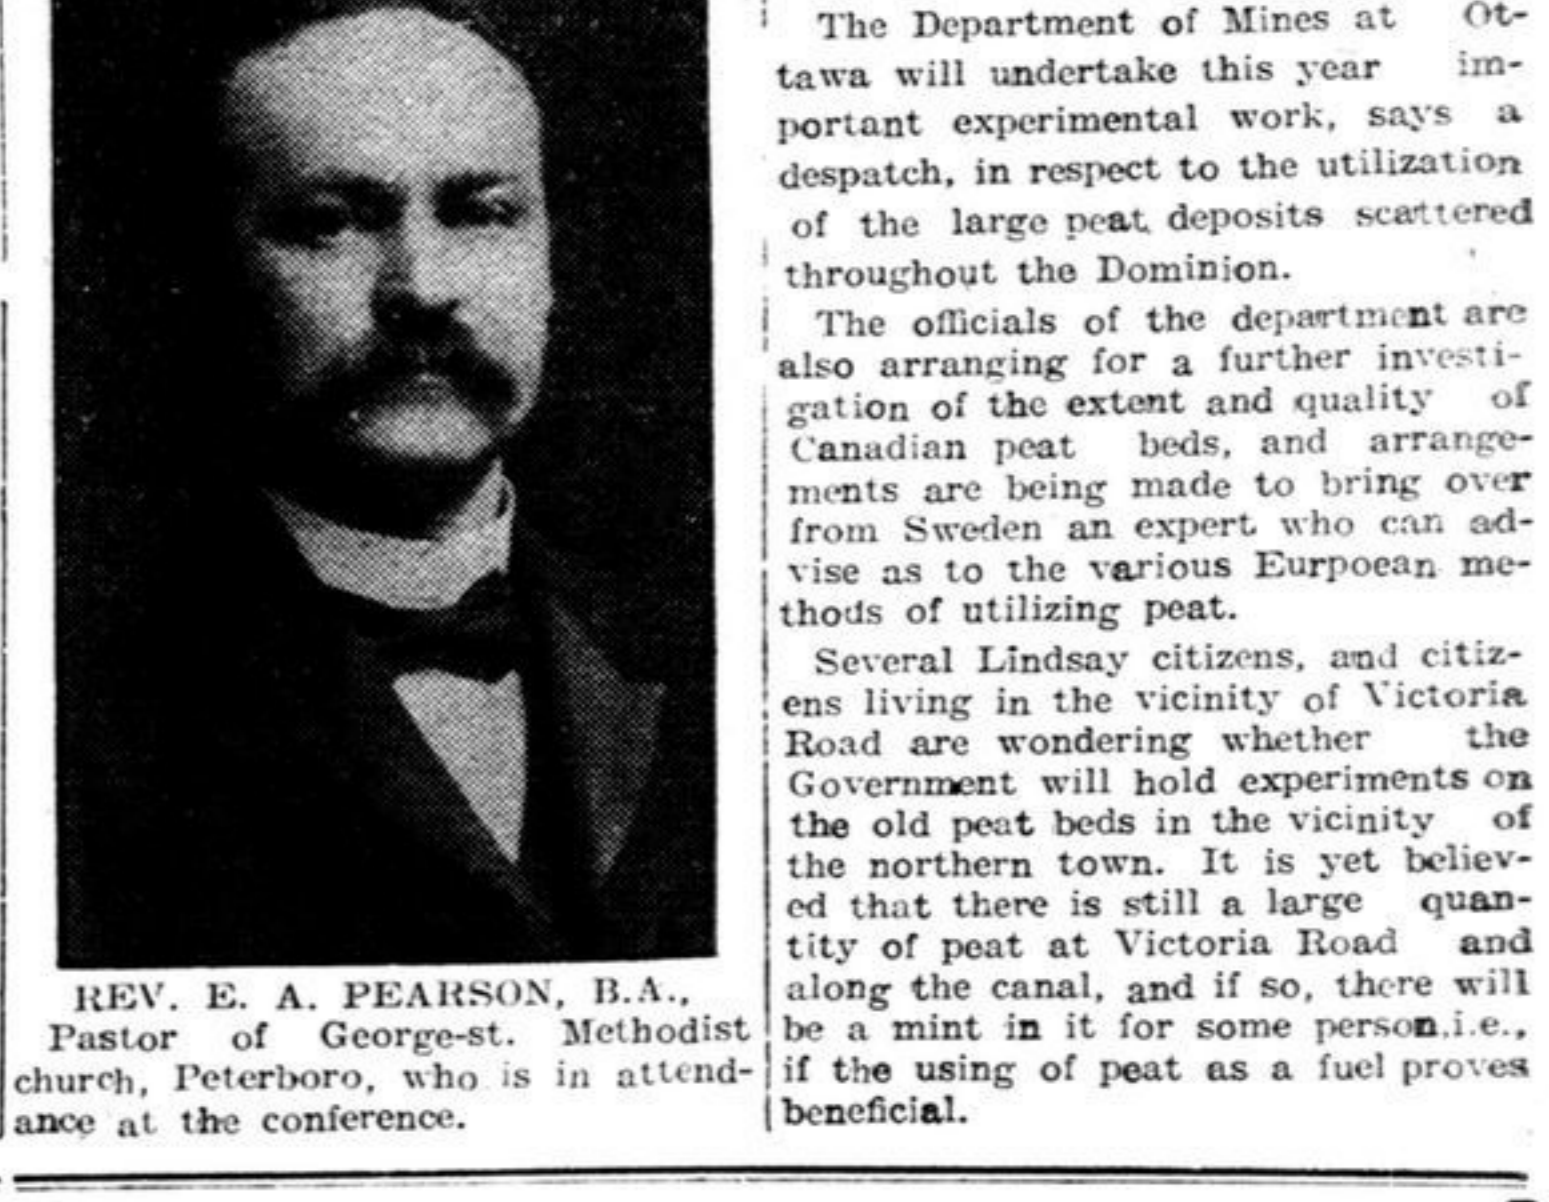 REV. E. A. PEARSON, B.A.,
Pastor of George-st. Methodist
church, Peterboro, who is in attend-
ance at the conference.
The Department of Mines at Ot-
tawa will undertake this year im-
portant experimental work, says a
despatch, in respect to the utilization
of the large peat deposits scattered
throughout the Dominion.
The officials of the department are
also arranging for a further investi-
gation of the extent and quality of
Canadian peat beds, and arrange-
ments are being made to bring over
from Sweden an expert who can ad-
vise as to the various Eurpoean me-
thods of utilizing peat.
Several Lindsay citizens, and citiz-
ens living in the vicinity of Victoria
Road are wondering whether the
Government will hold experiments on
the old peat beds in the vicinity of
the northern town. It is yet believ-
ed that there is still a large quan-
tity of peat at Victoria Road and
along the canal, and if so, there will
be a mint in it for some person,i.e.,
if the using of peat as a fuel proves
beneficial.